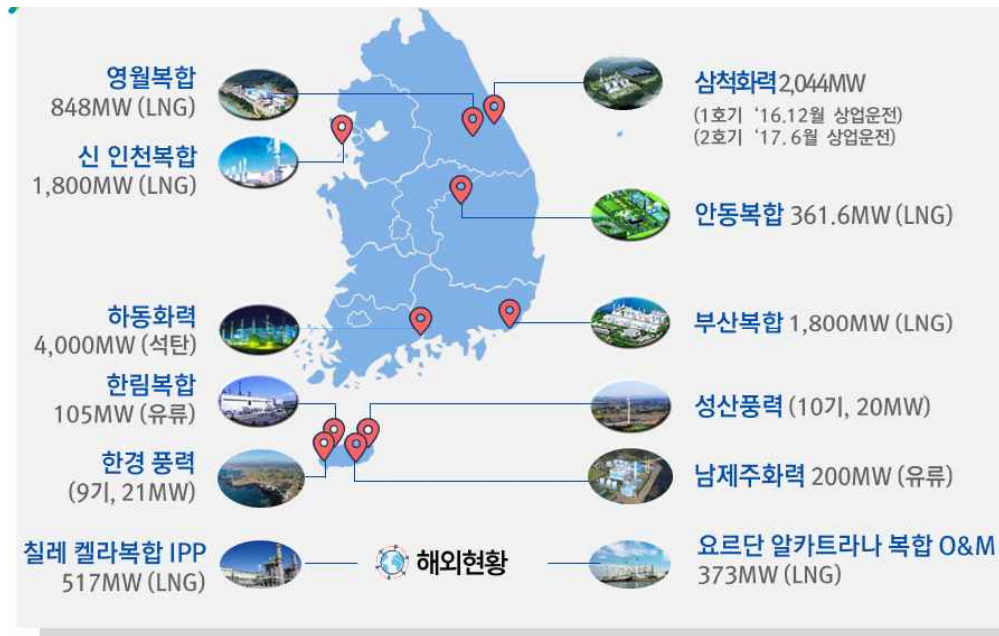 영월복합
848MW (LNG)
신 인천복합
1,800MW (LNG)
하동화력
4,000MW (석탄)
한림복합
105MW (유류)
한경 풍력
(9기, 21MW)
칠레 켈라복합 IPP
517MW (LNG)
해외현황
삼척화력 2,044MW
(1호기 ‘16.12월 상업운전)
(2호기 ‘17. 6월 상업운전)
안동복합 361.6MW (LNG)
부산복합 1,800MW (LNG)
성산풍력 (10기, 20MW)
남제주화력 200MW (유류)
요르단 알카트라나 복합 O&M
373MW (LNG)